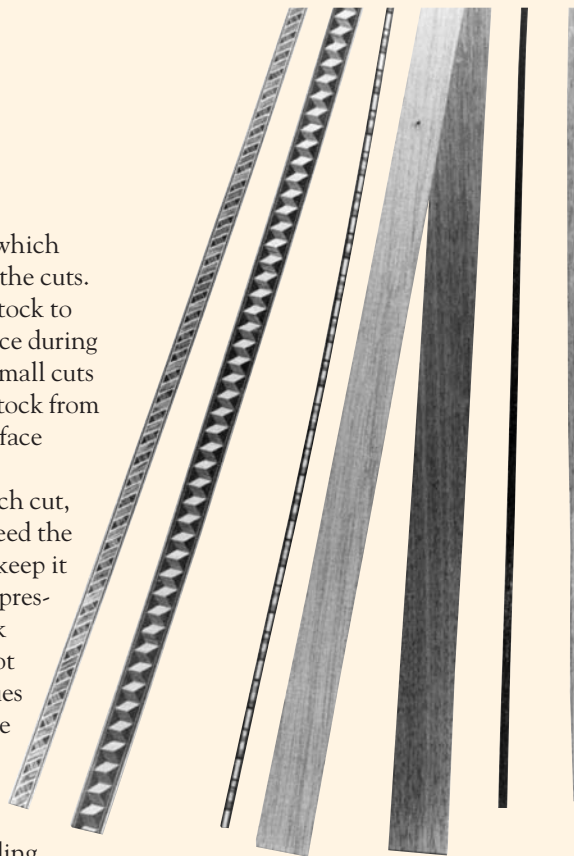 which
the cuts.
tock to
ce during
mall cuts
tock from
face
ch cut,
eed the
keep it
pres-
k
ot
es
e
ling